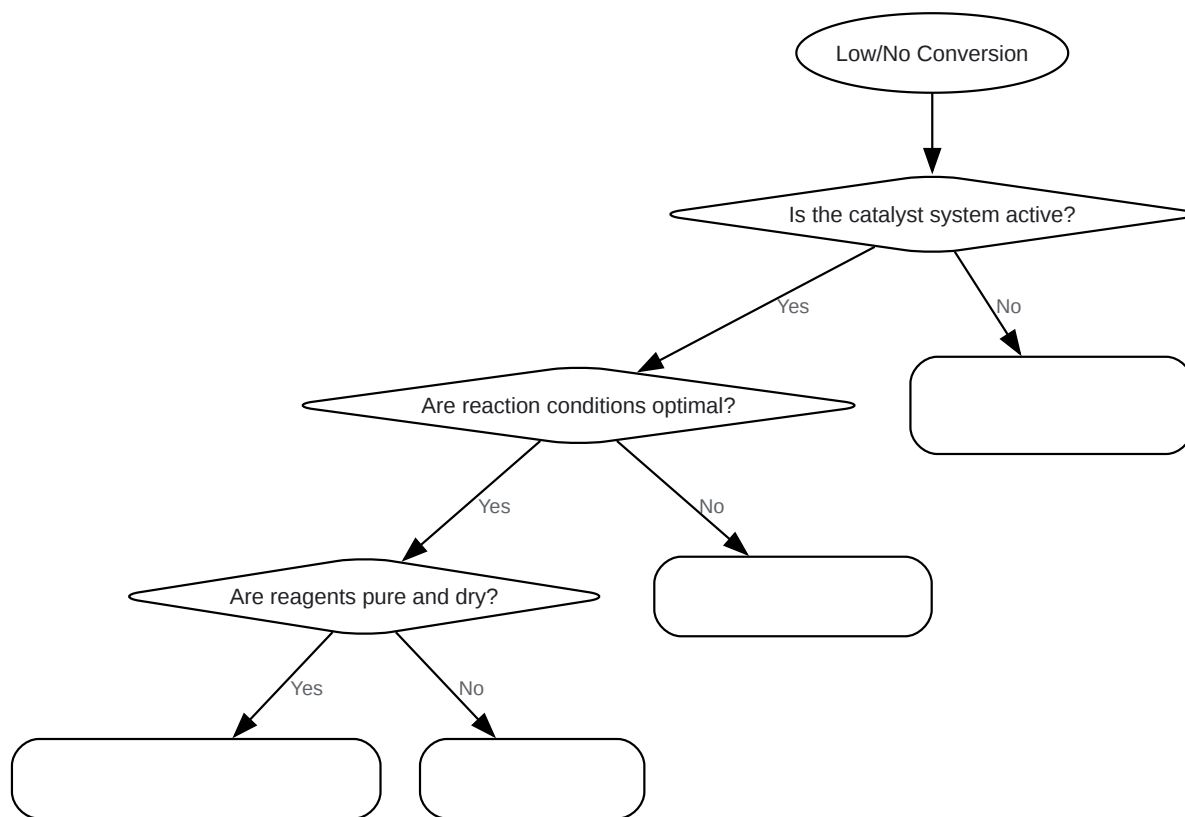 Low/No Conversion
Is the catalyst system active?
Yes
No
Are reaction conditions optimal?
Yes
No
Are reagents pure and dry?
Yes
No